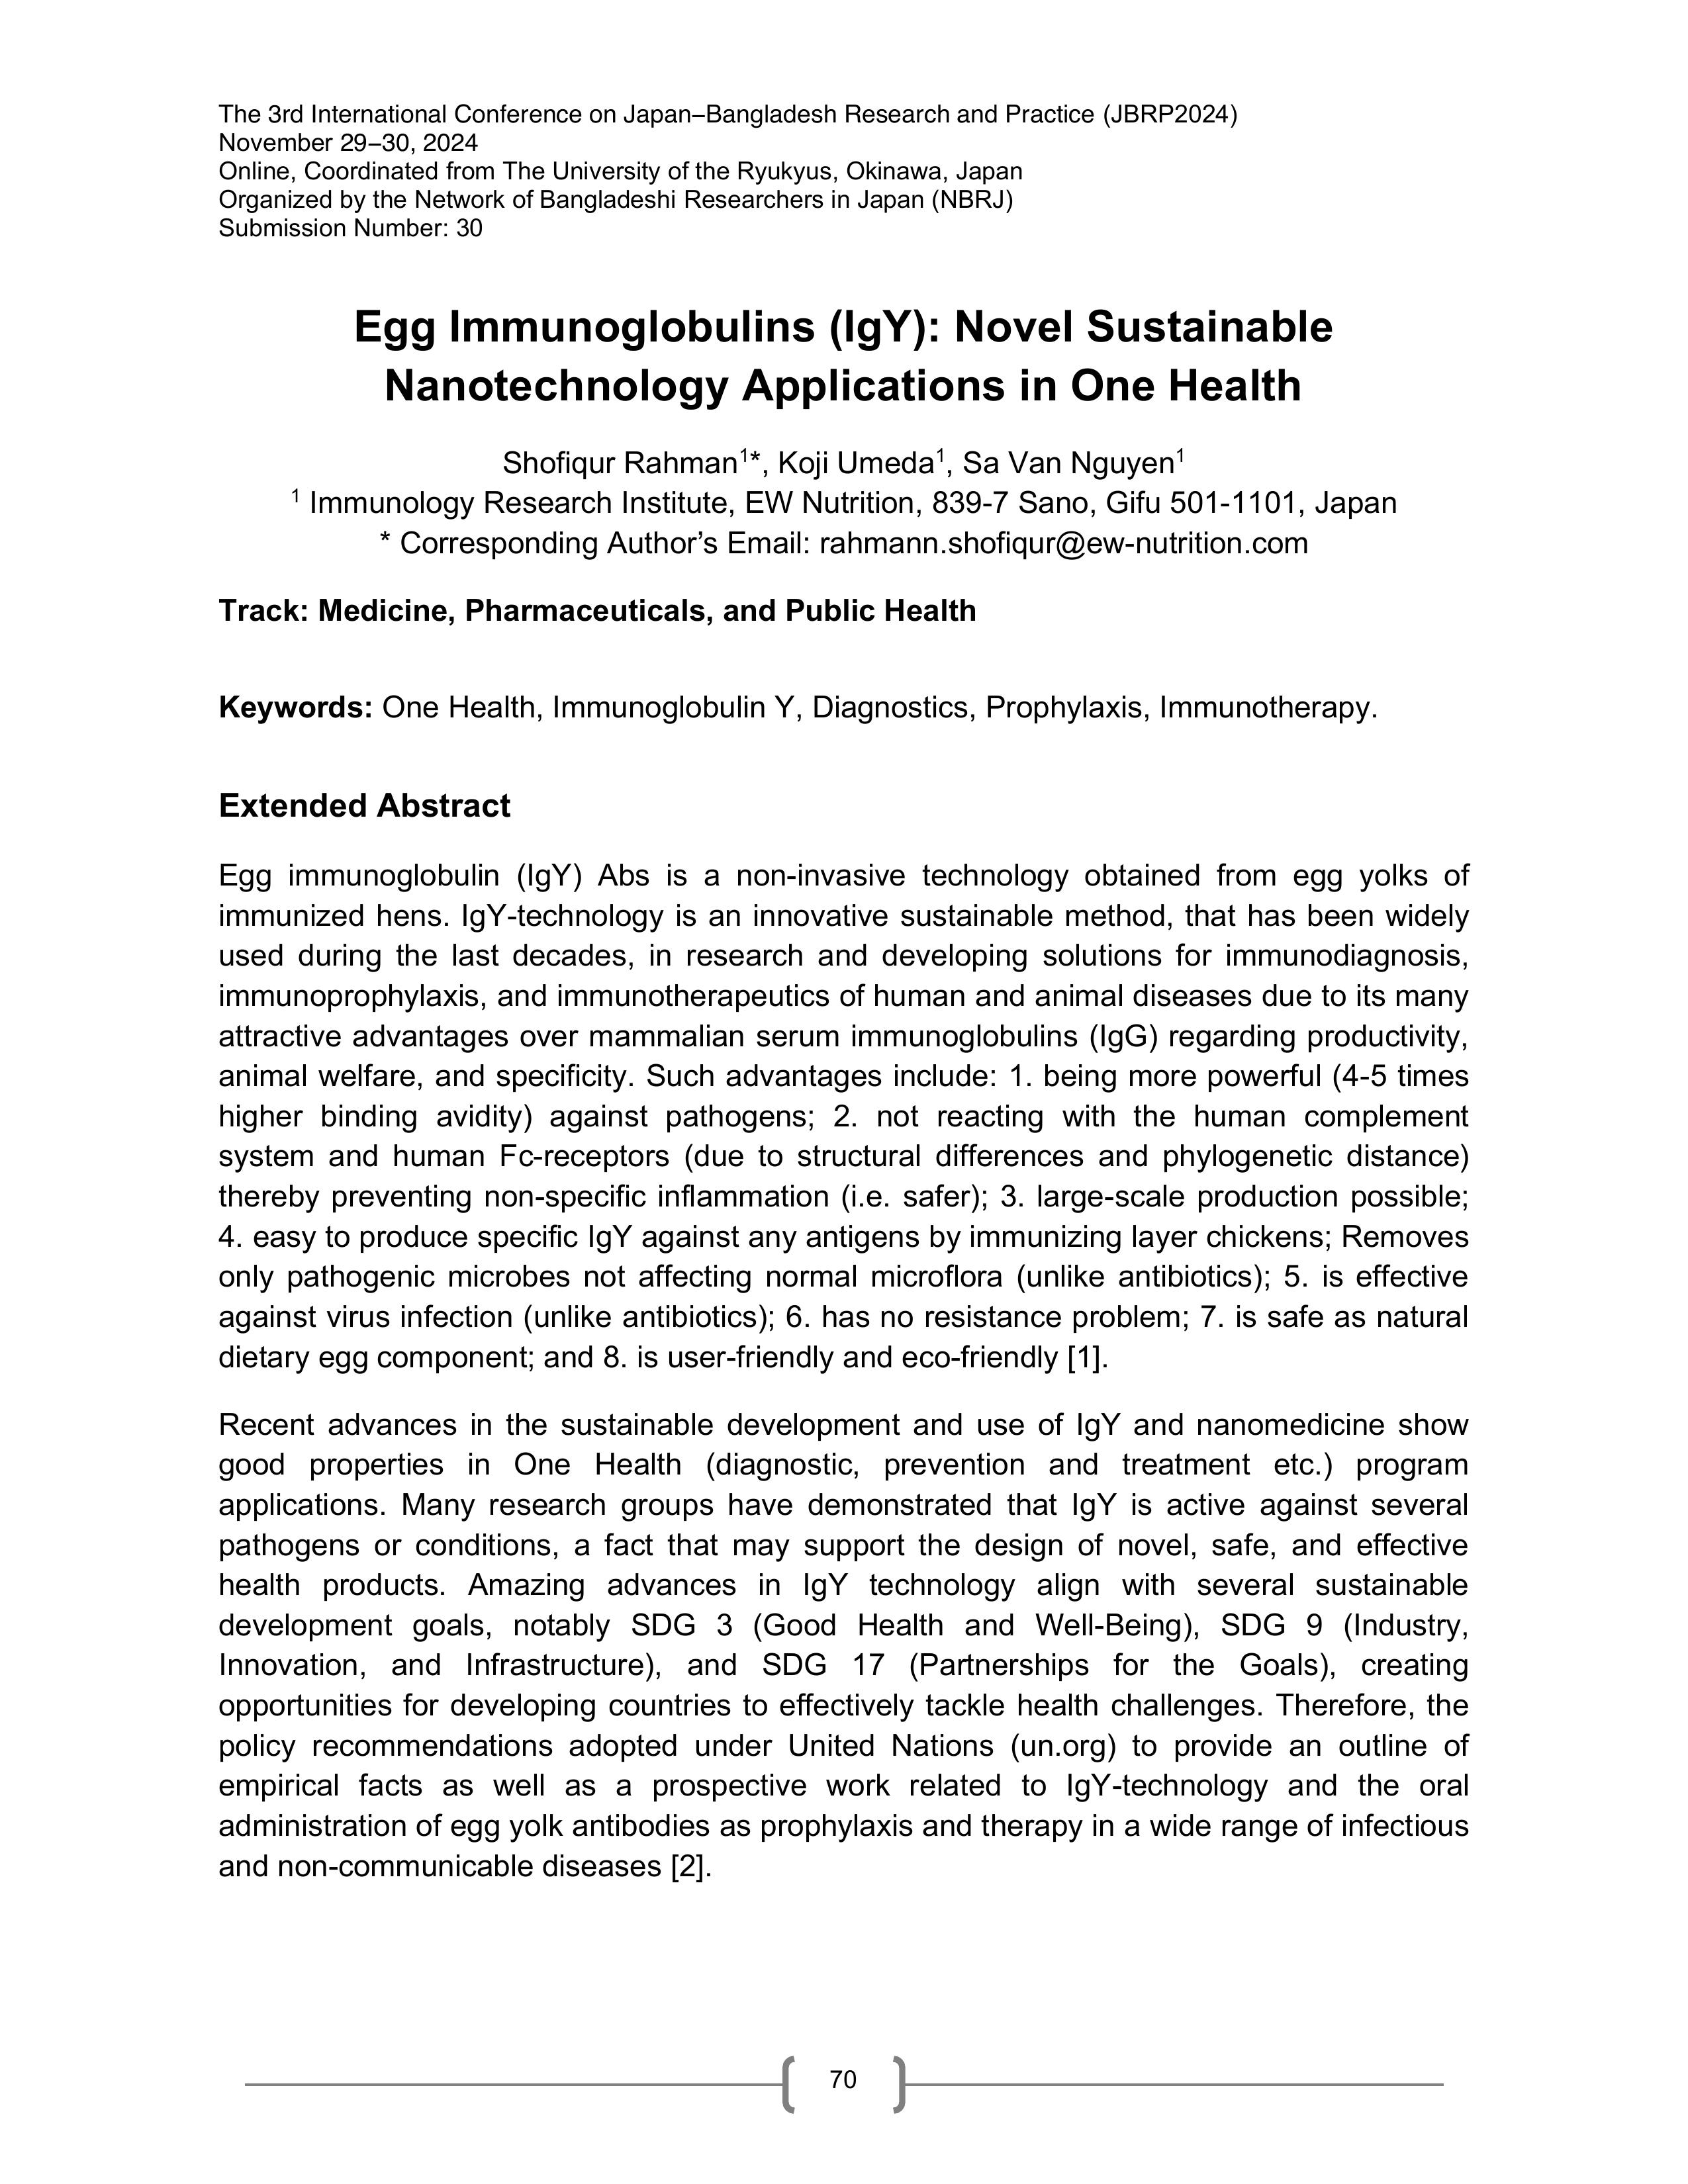 The 3rd International Conference on Japan–Bangladesh Research and Practice (JBRP2024)
November 29–30, 2024
Online, Coordinated from The University of the Ryukyus, Okinawa, Japan
Organized by the Network of Bangladeshi Researchers in Japan (NBRJ)
Submission Number: 30
Egg Immunoglobulins (IgY): Novel Sustainable
Nanotechnology Applications in One Health
Shofiqur Rahman1*, Koji Umeda1, Sa Van Nguyen1
1 Immunology Research Institute, EW Nutrition, 839-7 Sano, Gifu 501-1101, Japan
* Corresponding Author’s Email: rahmann.shofiqur@ew-nutrition.com
Track: Medicine, Pharmaceuticals, and Public Health
Keywords: One Health, Immunoglobulin Y, Diagnostics, Prophylaxis, Immunotherapy.
Extended Abstract
Egg immunoglobulin (IgY) Abs is a non-invasive technology obtained from egg yolks of
immunized hens. IgY-technology is an innovative sustainable method, that has been widely
used during the last decades, in research and developing solutions for immunodiagnosis,
immunoprophylaxis, and immunotherapeutics of human and animal diseases due to its many
attractive advantages over mammalian serum immunoglobulins (IgG) regarding productivity,
animal welfare, and specificity. Such advantages include: 1. being more powerful (4-5 times
higher binding avidity) against pathogens; 2. not reacting with the human complement
system and human Fc-receptors (due to structural differences and phylogenetic distance)
thereby preventing non-specific inflammation (i.e. safer); 3. large-scale production possible;
4. easy to produce specific IgY against any antigens by immunizing layer chickens; Removes
only pathogenic microbes not affecting normal microflora (unlike antibiotics); 5. is effective
against virus infection (unlike antibiotics); 6. has no resistance problem; 7. is safe as natural
dietary egg component; and 8. is user-friendly and eco-friendly [1].
Recent advances in the sustainable development and use of IgY and nanomedicine show
good properties in One Health (diagnostic, prevention and treatment etc.) program
applications. Many research groups have demonstrated that IgY is active against several
pathogens or conditions, a fact that may support the design of novel, safe, and effective
health products. Amazing advances in IgY technology align with several sustainable
development goals, notably SDG 3 (Good Health and Well-Being), SDG 9 (Industry,
Innovation, and Infrastructure), and SDG 17 (Partnerships for the Goals), creating
opportunities for developing countries to effectively tackle health challenges. Therefore, the
policy recommendations adopted under United Nations (un.org) to provide an outline of
empirical facts as well as a prospective work related to IgY-technology and the oral
administration of egg yolk antibodies as prophylaxis and therapy in a wide range of infectious
and non-communicable diseases [2].
70